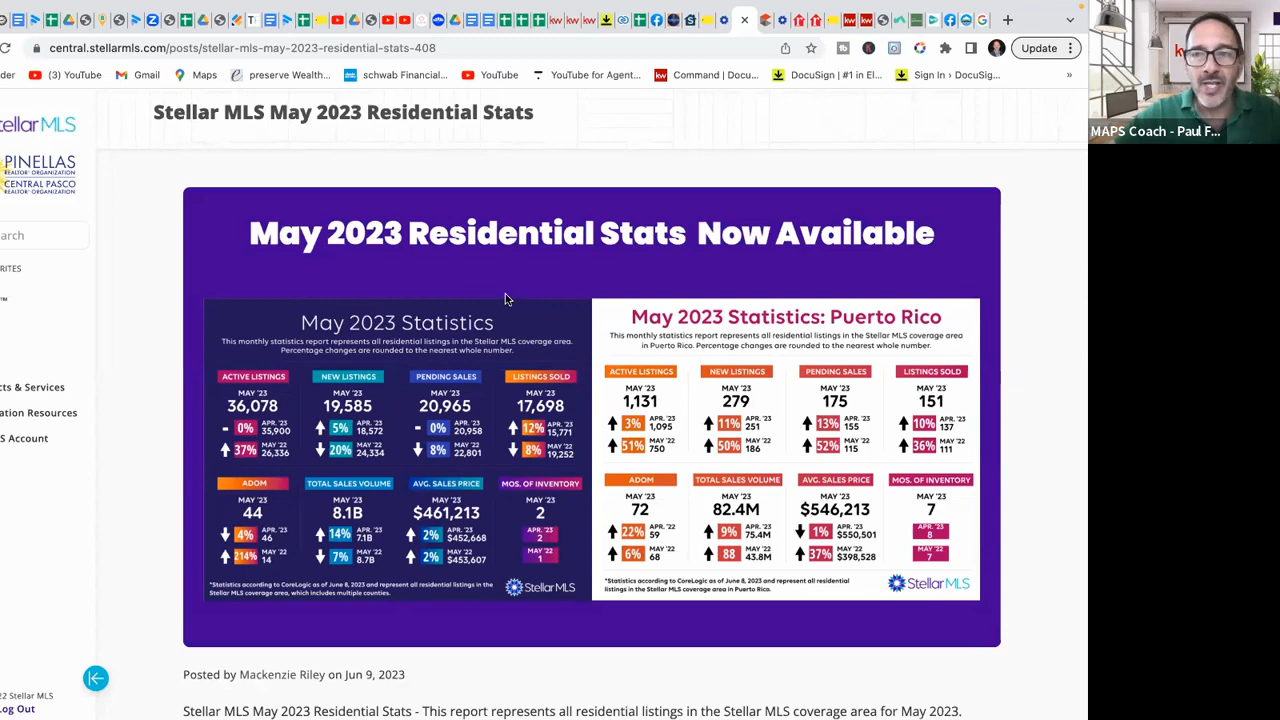 central.stellarmls.com/posts/stellar-mls-may-2023-residential-stats-408
Update
der
(3) YouTube
Gmail
Maps
preserve Wealth...
schwab Financial...
YouTube
YouTube for Agent...
Command | Docu...
DocuSign | #1 in El...
Sign In › DocuSig...
»
MAPS Coach - Paul F...
tellarMLS
PINELLAS
REALTOR® ORGANIZATION
CENTRAL PASCO
REALTOR® ORGANIZATION
earch
RITES
™
cts & Services
ation Resources
S Account
22 Stellar MLS
Log Out
Stellar MLS May 2023 Residential Stats
May 2023 Residential Stats Now Available
May 2023 Statistics
This monthly statistics report represents all residential listings in the Stellar MLS coverage area.
Percentage changes are rounded to the nearest whole number.
ACTIVE LISTINGS NEW LISTINGS PENDING SALES LISTINGS SOLD
MAY '23 MAY '23 MAY '23 MAY '23
36,078 19,585 20,965 17,698
- 0% APR. '23 35,900 5% APR. '23 18,572 - 0% APR. '23 20,958 12% APR. '23 15,771
37% MAY '22 26,336 20% MAY '22 24,334 8% MAY '22 22,801 8% MAY '22 19,252
ADOM TOTAL SALES VOLUME AVG. SALES PRICE MOS. OF INVENTORY
MAY '23 MAY '23 MAY '23 MAY '23
44 8.1B $461,213 2
4% APR. '23 46 14% APR. '23 7.1B 2% APR. '23 $452,668 APR. '23 2
214% MAY '22 14 7% MAY '22 8.7B 2% MAY '22 $453,607 MAY '22 1
*Statistics according to CoreLogic as of June 8, 2023 and represent all residential listings in the
Stellar MLS coverage area, which includes multiple counties.
StellarMLS
May 2023 Statistics: Puerto Rico
This monthly statistics report represents all residential listings in the Stellar MLS coverage area
in Puerto Rico. Percentage changes are rounded to the nearest whole number.
ACTIVE LISTINGS NEW LISTINGS PENDING SALES LISTINGS SOLD
MAY '23 MAY '23 MAY '23 MAY '23
1,131 279 175 151
3% APR. '23 1,095 11% APR. '23 251 13% APR. '23 155 10% APR. '23 137
51% MAY '22 750 50% MAY '22 186 52% MAY '22 115 36% MAY '22 111
ADOM TOTAL SALES VOLUME AVG. SALES PRICE MOS. OF INVENTORY
MAY '23 MAY '23 MAY '23 MAY '23
72 82.4M $546,213 7
22% APR. '22 59 9% APR. '23 75.4M 1% APR. '23 $550,501 APR. '23 8
6% MAY '22 68 88 MAY '22 43.8M 37% MAY '22 $398,528 MAY '22 7
*Statistics according to CoreLogic as of June 8, 2023 and represent all residential
listings in the Stellar MLS coverage area in Puerto Rico.
StellarMLS
Posted by Mackenzie Riley on Jun 9, 2023
Stellar MLS May 2023 Residential Stats - This report represents all residential listings in the Stellar MLS coverage area for May 2023.